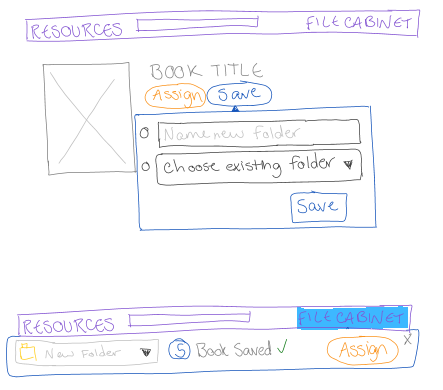 RESOURCES FILE CABINET
BOOK TITLE
Assign Save
Name new folder
Choose existing folder
Save
RESOURCES FILE CABINET
New Folder 5 Book Saved ✓ Assign X